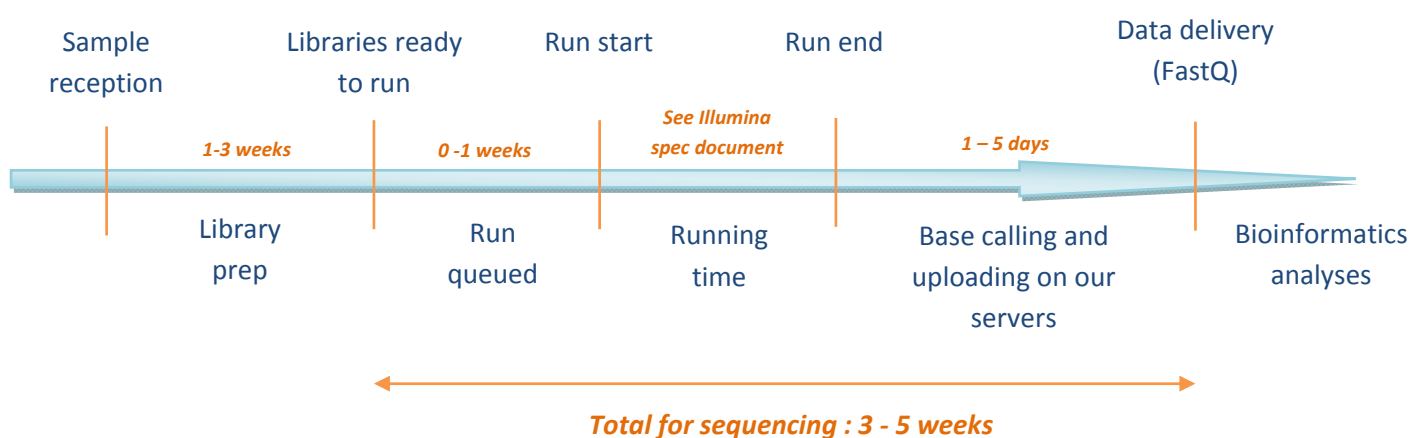 Sample
reception
Libraries ready
to run
Run start
Run end
Data delivery
(FastQ)
1-3 weeks
0 -1 weeks
See Illumina
spec document
1 – 5 days
Library
prep
Run
queued
Running
time
Base calling and
uploading on our
servers
Bioinformatics
analyses
Total for sequencing : 3 - 5 weeks